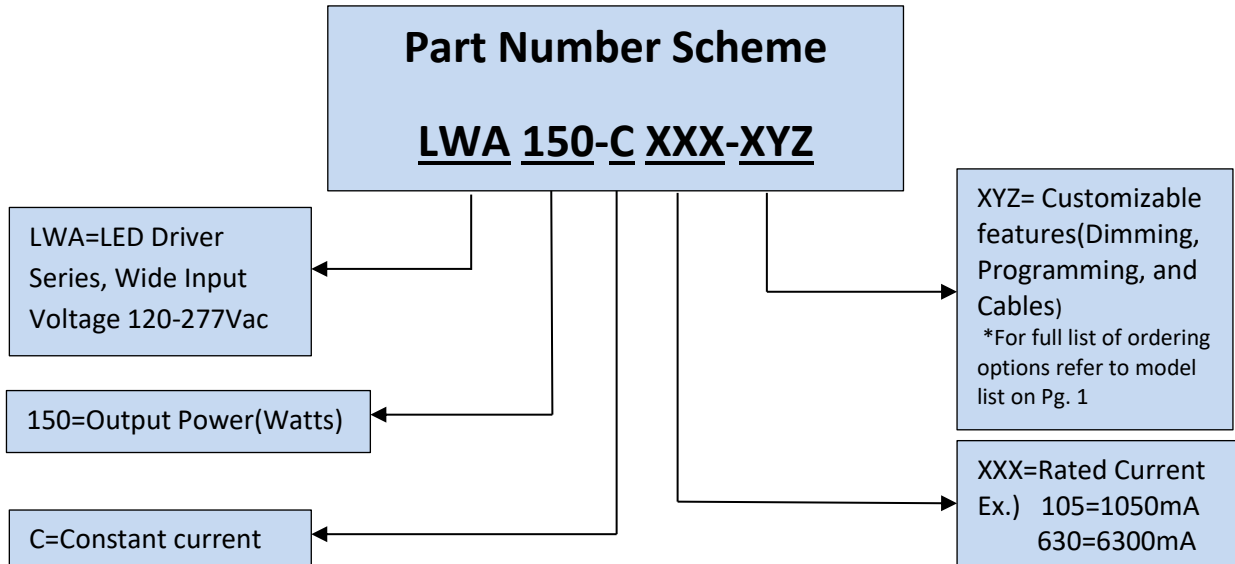 Part Number Scheme
LWA 150-C XXX-XYZ
LWA=LED Driver
Series, Wide Input
Voltage 120-277Vac
150=Output Power(Watts)
C=Constant current
XYZ= Customizable
features(Dimming,
Programming, and
Cables)
*For full list of ordering
options refer to model
list on Pg. 1
XXX=Rated Current
Ex.) 105=1050mA
630=6300mA